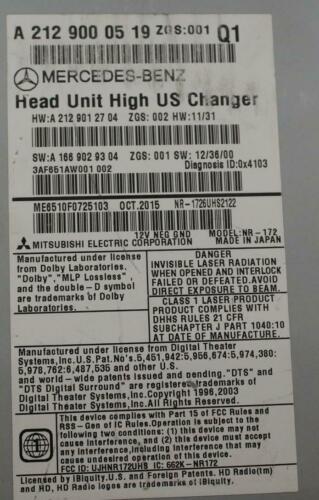 A 212 900 05 19 ZGS:001 Q1
MERCEDES-BENZ
Head Unit High US Changer
HW:A 212 901 27 04 ZGS: 002 HW:11/31
SW:A 166 902 93 04 ZGS: 001 SW: 12/36/00
3AF651AW001 002 Diagnosis ID:0x4103
ME6510F0725103 OCT.2015 NR-1726UHS2122
12V NEG GND MODEL:NR-172
MITSUBISHI ELECTRIC CORPORATION MADE IN JAPAN
Manufactured under license
from Dolby Laboratories.
"Dolby", "MLP Lossless"
and the double-D symbol
are trademarks of Dolby
Laboratories.
DANGER
INVISIBLE LASER RADIATION
WHEN OPENED AND INTERLOCK
FAILED OR DEFEATED.AVOID
DIRECT EXPOSURE TO BEAM.
CLASS 1 LASER PRODUCT
PRODUCT COMPLIES WITH
DHHS RULES 21 CFR
SUBCHAPTER J PART 1040:10
AT DATE OF MANUFACTURE.
Manufactured under license from Digital Theater
Systems,Inc.U.S.Pat.No's.5,451,942;5,956,674;5,974,380;
5,978,762;6,487,535 and other U.S.
and world-wide patents issued and pending."DTS" and
"DTS Digital Surround" are registered trademarks of
Digital Theater Systems,Inc.Copyright 1996,2003
Digital Theater Systems,Inc.All Rights Reserved.
This device complies with Part 15 of FCC Rules and
RSS-Gen of IC Rules.Operation is subject to the
following two conditions: (1) this device may not
cause interference, and (2) this device must accept
any interference, including interference that may
cause undesired operation of this device.
FCC ID: UJHNR172UHS IC: 662K-NR172
HD Radio(tm)
and RD, HD Radio logos are trademarks of iBiquity.